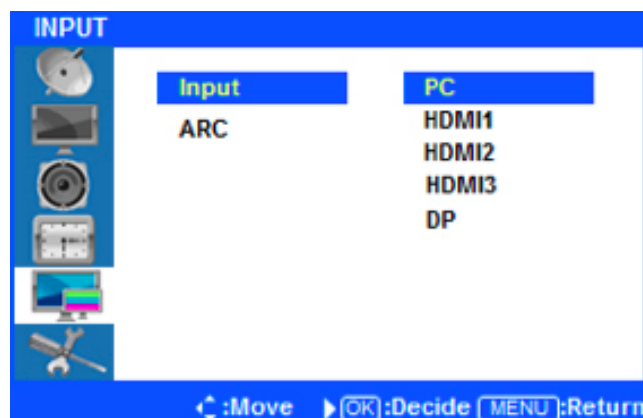 INPUT
Input
ARC
PC
HDMI1
HDMI2
HDMI3
DP
:Move OK:Decide MENU:Return